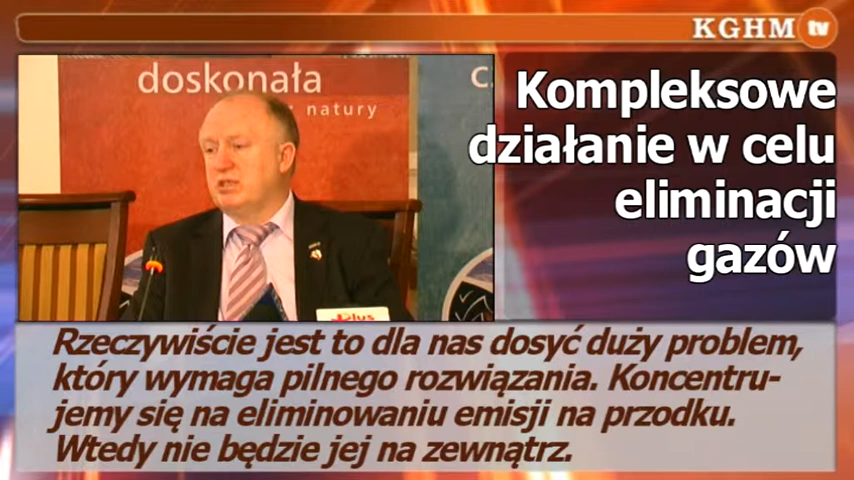 KGHM tv
doskonała
natury
Kompleksowe
działanie w celu
eliminacji
gazów
Rzeczywiście jest to dla nas dosyć duży problem,
który wymaga pilnego rozwiązania. Koncentru-
jemy się na eliminowaniu emisji na przodku.
Wtedy nie będzie jej na zewnątrz.